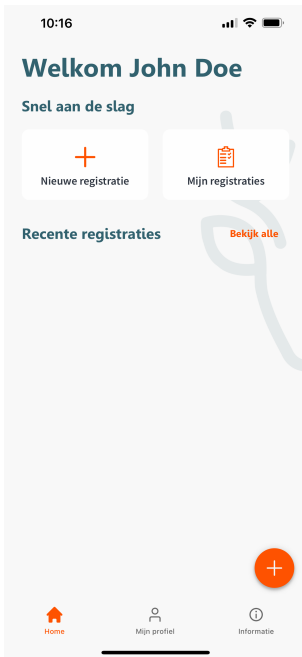 10:16
Welkom John Doe
Snel aan de slag
Nieuwe registratie
Mijn registraties
Recente registraties
Bekijk alle
Home
Mijn profiel
Informatie